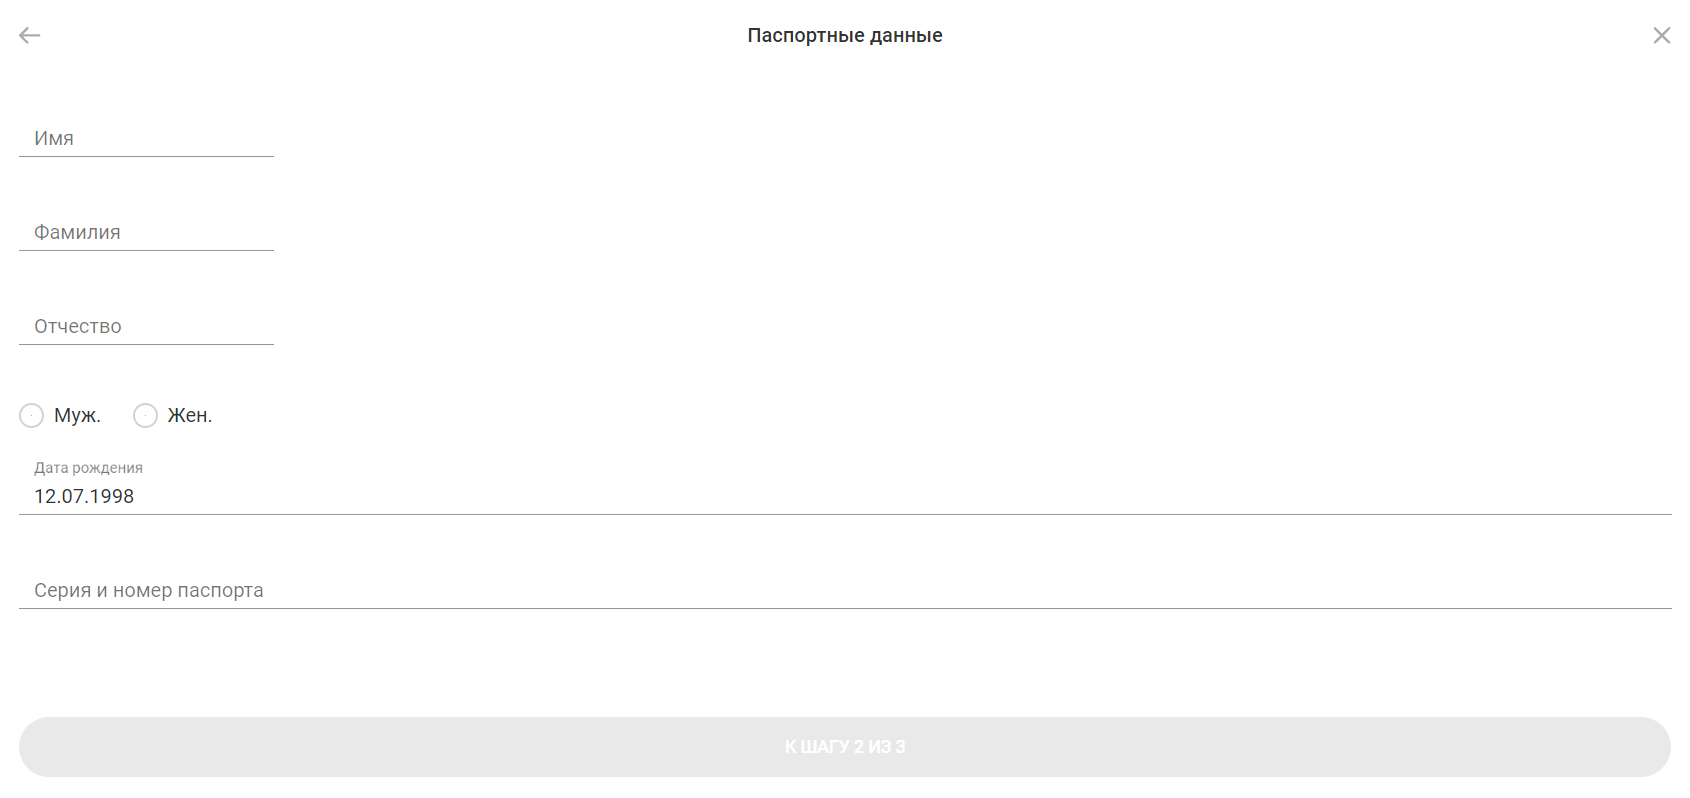 Паспортные данные
Имя
Фамилия
Отчество
Муж. Жен.
Дата рождения
12.07.1998
Серия и номер паспорта
К ШАГУ 2 ИЗ 3